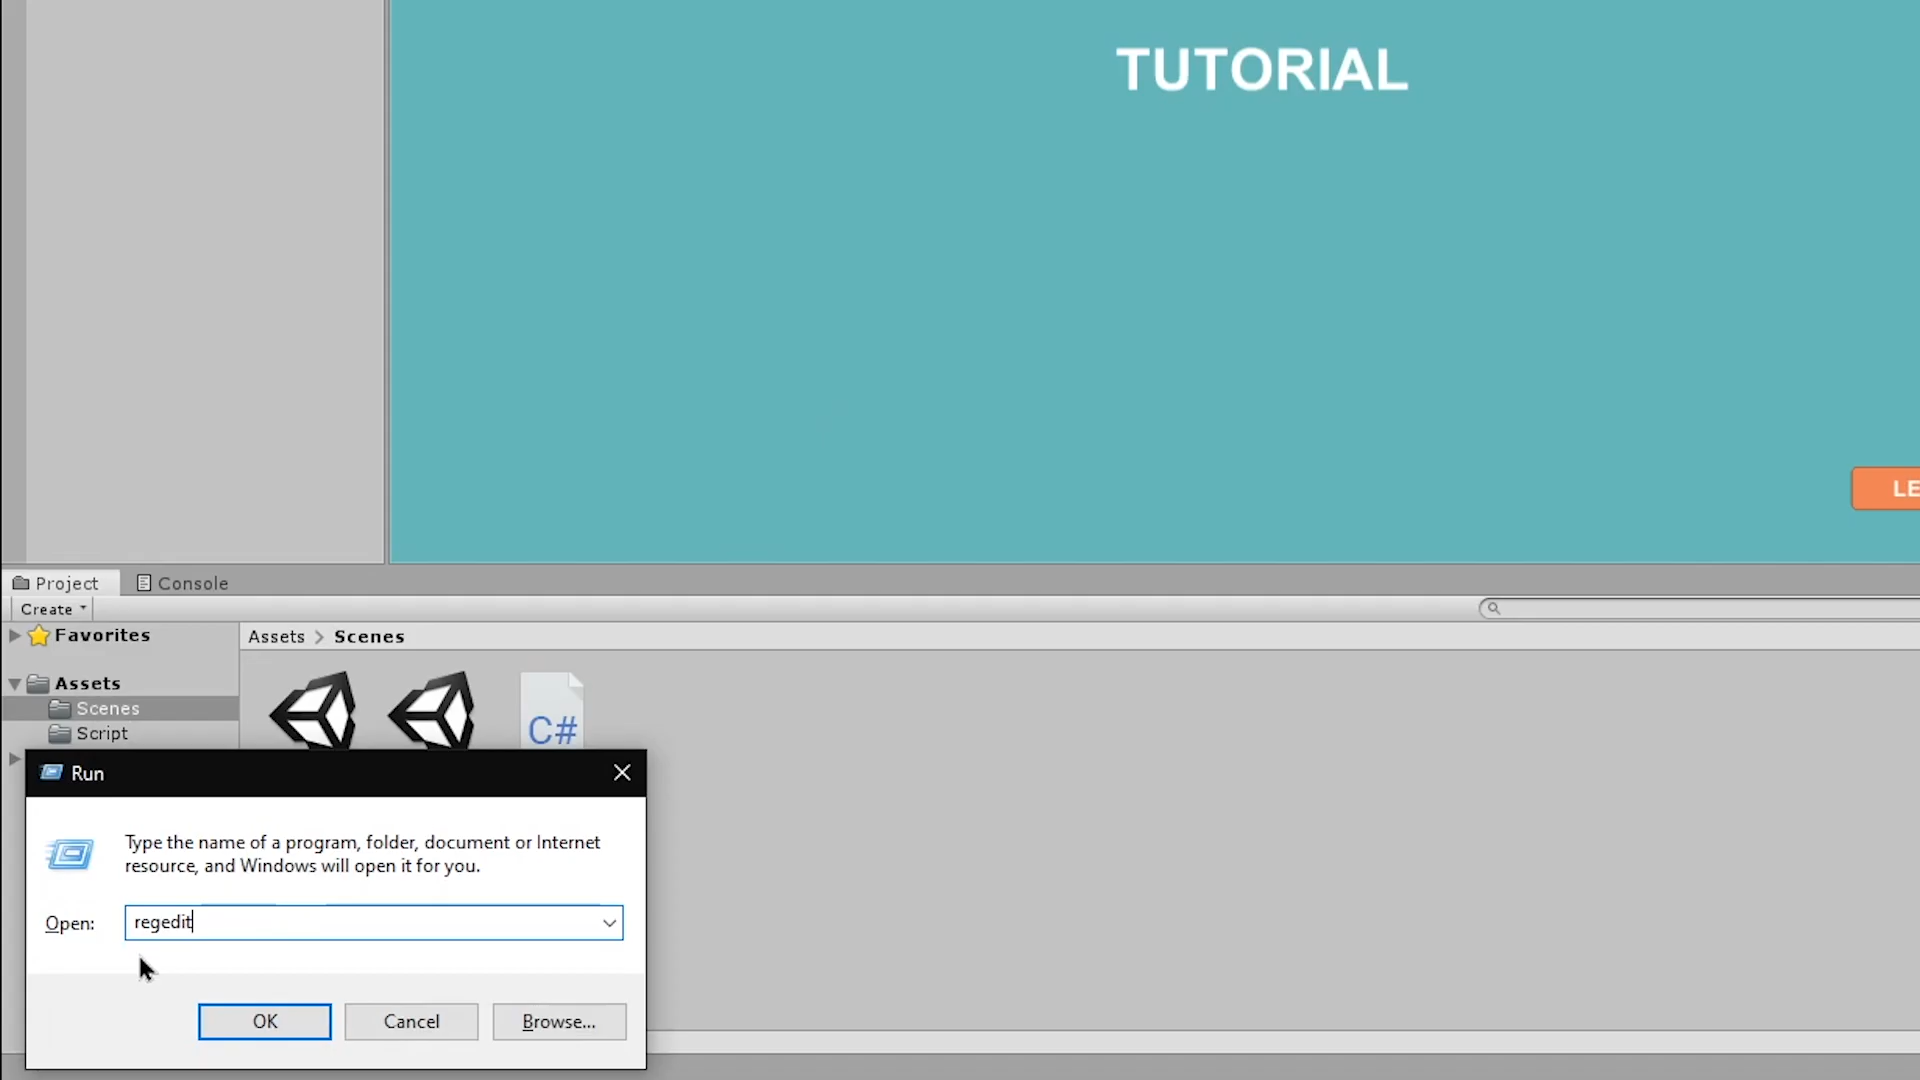 TUTORIAL
LE
Project
Console
Create
Favorites
Assets > Scenes
Assets
Scenes
Script
C#
Run
Type the name of a program, folder, document or Internet
resource, and Windows will open it for you.
Open:
regedit
OK
Cancel
Browse...